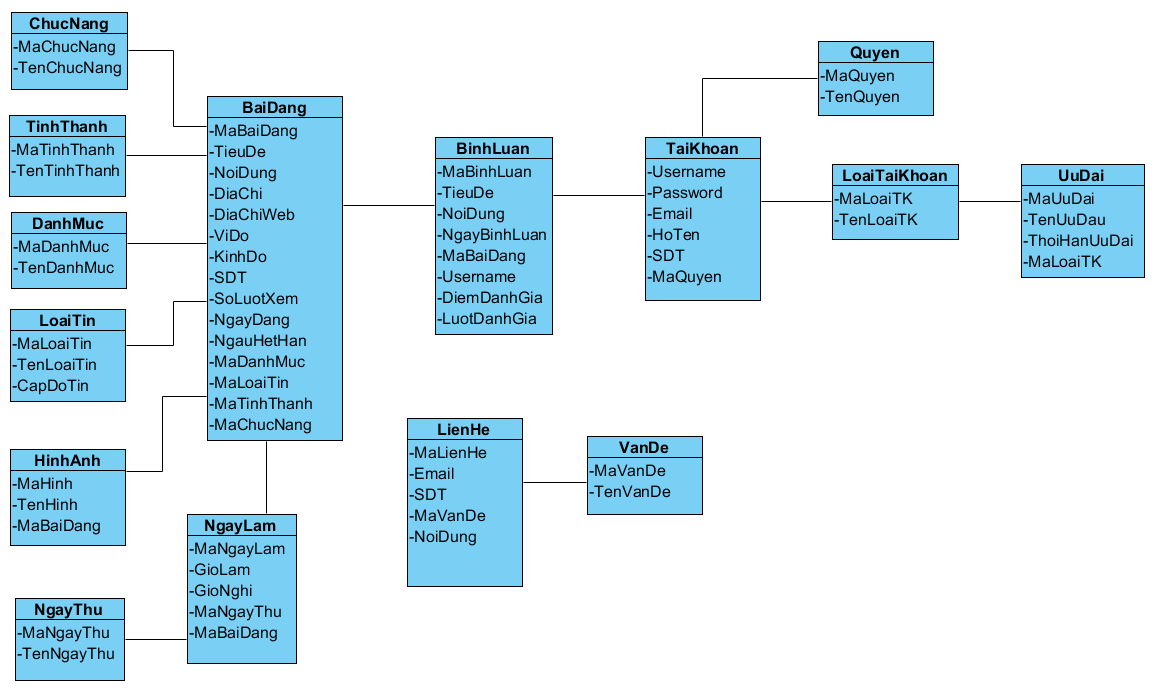 ChucNang
-MaChucNang
-TenChucNang
TinhThanh
-MaTinhThanh
-TenTinhThanh
DanhMuc
-MaDanhMuc
-TenDanhMuc
LoaiTin
-MaLoaiTin
-TenLoaiTin
-CapDoTin
HinhAnh
-MaHinh
-TenHinh
-MaBaiDang
NgayThu
-MaNgayThu
-TenNgayThu
BaiDang
-MaBaiDang
-TieuDe
-NoiDung
-DiaChi
-DiaChiWeb
-ViDo
-KinhDo
-SDT
-SoLuotXem
-NgayDang
-NgauHetHan
-MaDanhMuc
-MaLoaiTin
-MaTinhThanh
-MaChucNang
NgayLam
-MaNgayLam
-GioLam
-GioNghi
-MaNgayThu
-MaBaiDang
BinhLuan
-MaBinhLuan
-TieuDe
-NoiDung
-NgayBinhLuan
-MaBaiDang
-Username
-DiemDanhGia
-LuotDanhGia
LienHe
-MaLienHe
-Email
-SDT
-MaVanDe
-NoiDung
VanDe
-MaVanDe
-TenVanDe
TaiKhoan
-Username
-Password
-Email
-HoTen
-SDT
-MaQuyen
Quyen
-MaQuyen
-TenQuyen
LoaiTaiKhoan
-MaLoaiTK
-TenLoaiTK
UuDai
-MaUuDai
-TenUuDau
-ThoiHanUuDai
-MaLoaiTK